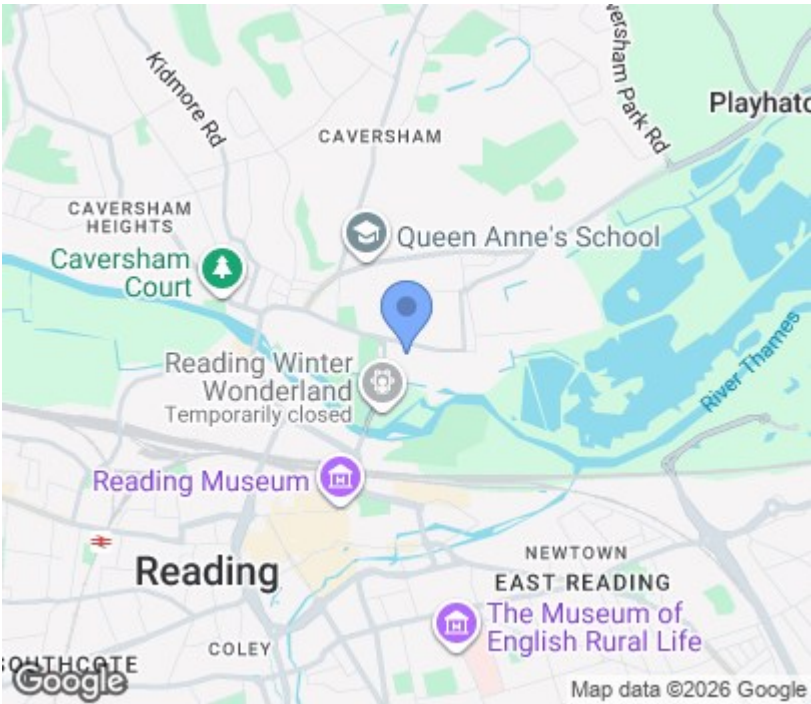 Kidmore Rd
CAVERSHAM
Playhatc
CAVERSHAM
HEIGHTS
Queen Anne's School
Caversham
Court
Reading Winter
Wonderland
Temporarily closed
River Thames
Reading Museum
Reading
NEWTOWN
EAST READING
The Museum of
English Rural Life
COLEY
SOUTHCOTE
Google
Map data ©2026 Google
ersham Park Rd